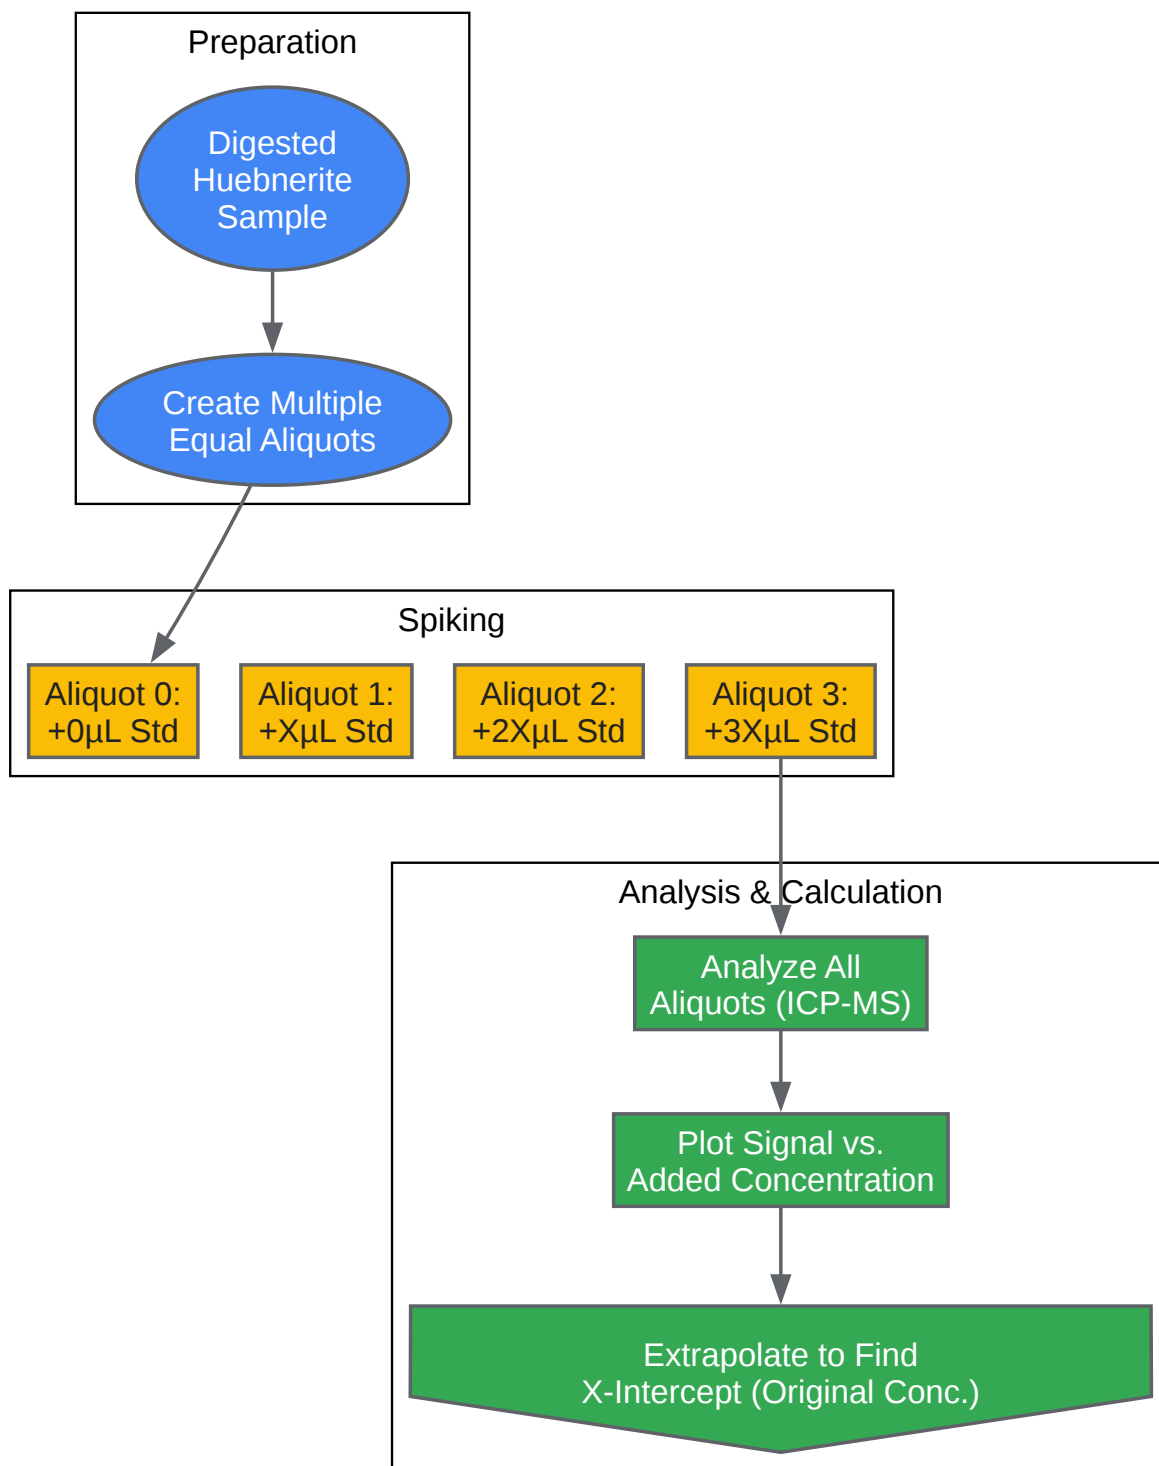 Preparation
Digested
Huebnerite
Sample
Create Multiple
Equal Aliquots
Spiking
Aliquot 0:
+0µL Std
Aliquot 1:
+XµL Std
Aliquot 2:
+2XµL Std
Aliquot 3:
+3XµL Std
Analysis & Calculation
Analyze All
Aliquots (ICP-MS)
Plot Signal vs.
Added Concentration
Extrapolate to Find
X-Intercept (Original Conc.)